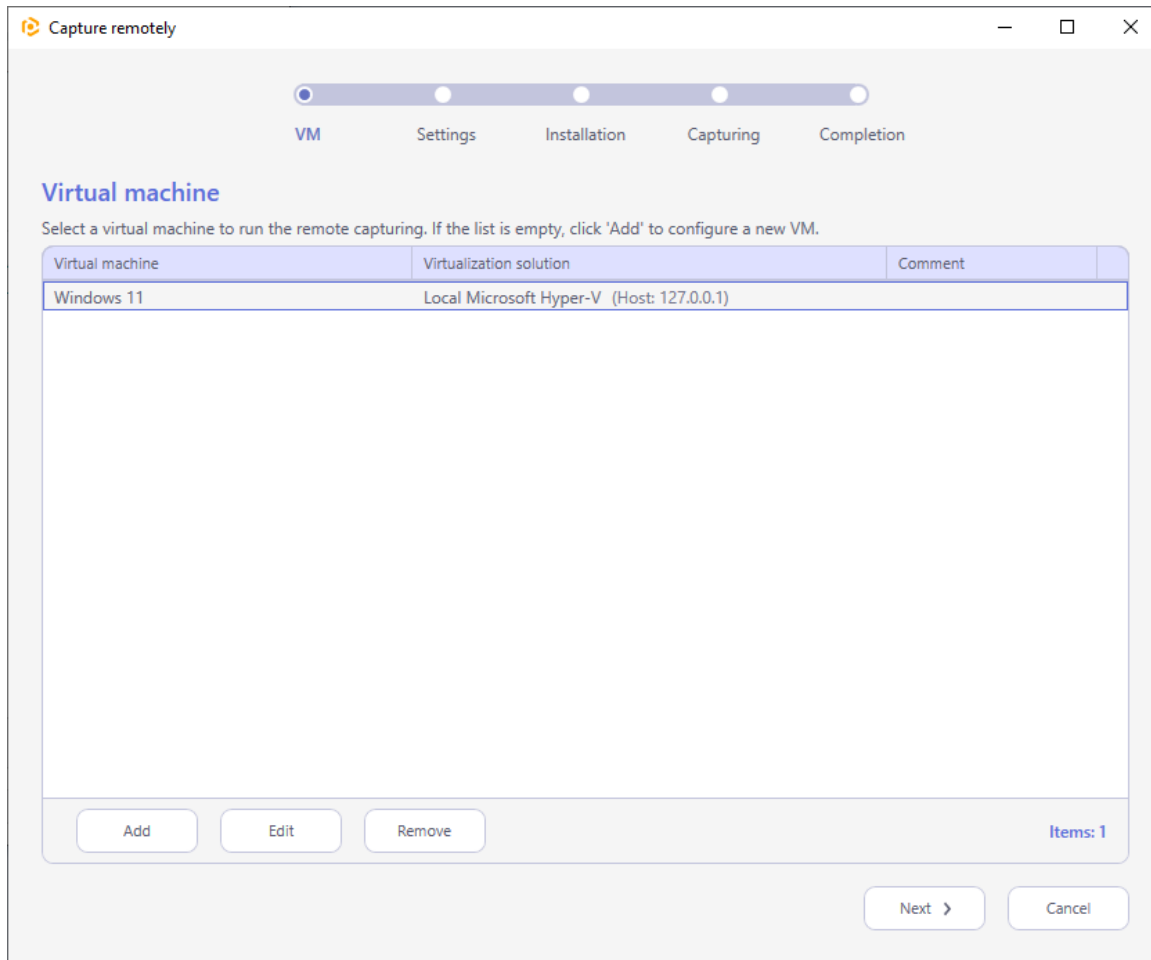 Capture remotely
VM Settings Installation Capturing Completion
Virtual machine
Select a virtual machine to run the remote capturing. If the list is empty, click 'Add' to configure a new VM.
Virtual machine Virtualization solution Comment
Windows 11 Local Microsoft Hyper-V (Host: 127.0.0.1)
Add Edit Remove Items: 1
Next Cancel